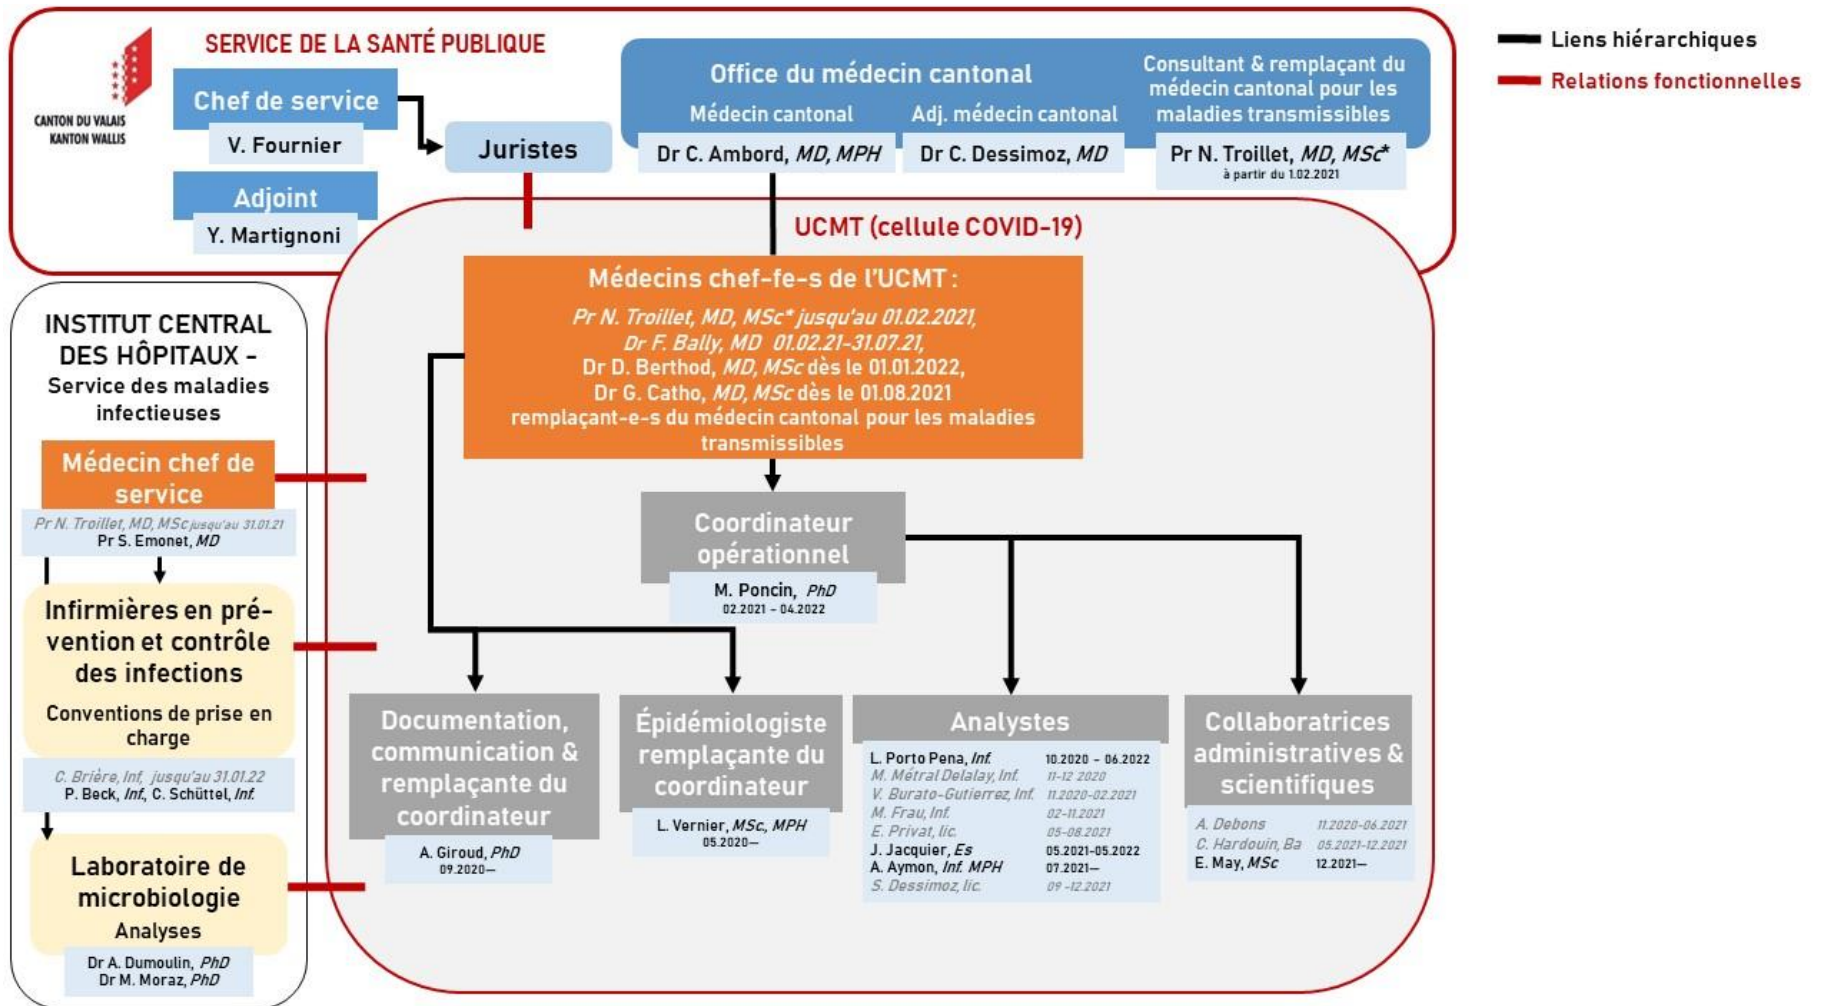 SERVICE DE LA SANTÉ PUBLIQUE
CANTON DU VALAIS
KANTON WALLIS
Chef de service
V. Fournier
Adjoint
Y. Martignoni
Juristes
Office du médecin cantonal
Médecin cantonal
Dr C. Ambord, MD, MPH
Adj. médecin cantonal
Dr C. Dessimoz, MD
Consultant & remplaçant du
médecin cantonal pour les
maladies transmissibles
Pr N. Troillet, MD, MSc*
à partir du 1.02.2021
Liens hiérarchiques
Relations fonctionnelles
UCMT (cellule COVID-19)
Médecins chef-fe-s de l'UCMT :
Pr N. Troillet, MD, MSc* jusqu'au 01.02.2021,
Dr F. Bally, MD 01.02.21-31.07.21,
Dr D. Berthod, MD, MSc dès le 01.01.2022,
Dr G. Catho, MD, MSc dès le 01.08.2021
remplaçant-e-s du médecin cantonal pour les maladies
transmissibles
INSTITUT CENTRAL
DES HÔPITAUX -
Service des maladies
infectieuses
Médecin chef de
service
Pr N. Troillet, MD, MSc jusqu'au 31.01.21
Pr S. Emonet, MD
Infirmières en pré-
vention et contrôle
des infections
Conventions de prise en
charge
C. Brière, Inf, jusqu'au 31.01.22
P. Beck, Inf, C. Schüttel, Inf.
Laboratoire de
microbiologie
Analyses
Dr A. Dumoulin, PhD
Dr M. Moraz, PhD
Coordinateur
opérationnel
M. Poncin, PhD
02.2021 - 04.2022
Documentation,
communication &
remplaçante du
coordinateur
A. Giroud, PhD
09.2020—
Épidémiologiste
remplaçante du
coordinateur
L. Vernier, MSc, MPH
05.2020—
Analystes
L. Porto Pena, Inf. 10.2020 - 06.2022
M. Métral Delalay, Inf. 11-12 2020
V. Burato-Gutierrez, Inf. 11.2020-02.2021
M. Frau, Inf. 02-11.2021
E. Privat, lic. 05-08.2021
J. Jacquier, Es 05.2021-05.2022
A. Aymon, Inf. MPH 07.2021—
S. Dessimoz, lic. 09 -12.2021
Collaboratrices
administratives &
scientifiques
A. Debons 11.2020-06.2021
C. Hardouin, Ba 05.2021-12.2021
E. May, MSc 12.2021—